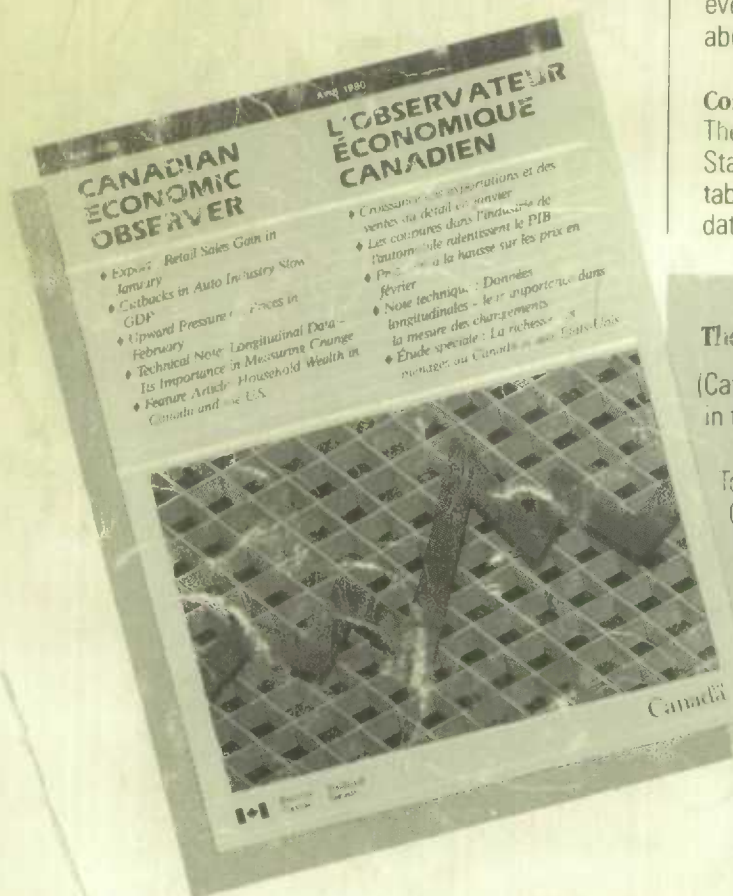 April 1990
CANADIAN
ECONOMIC
OBSERVER
Export Retail Sales Gain in
January
Cutbacks in Auto Industry Slow
GDP
Upward Pressure Prices in
February
Technical Note: Longitudinal Data -
Its Importance in Measuring Change
Feature Article: Household Wealth in
Canada and the U.S.
L'OBSERVATEUR
ÉCONOMIQUE
CANADIEN
Croissance des exportations et des
ventes au détail en janvier
Les coupures dans l'industrie de
l'automobile ralentissent le PIB
à la hausse sur les prix en
février
Note technique : Données
longitudinales - leur importance dans
la mesure des changements
Étude spéciale : La richesse des
ménages au Canada et aux États-Unis
Canada
eve
abo
Co
The
Sta
tab
dat
The
(Ca
in t